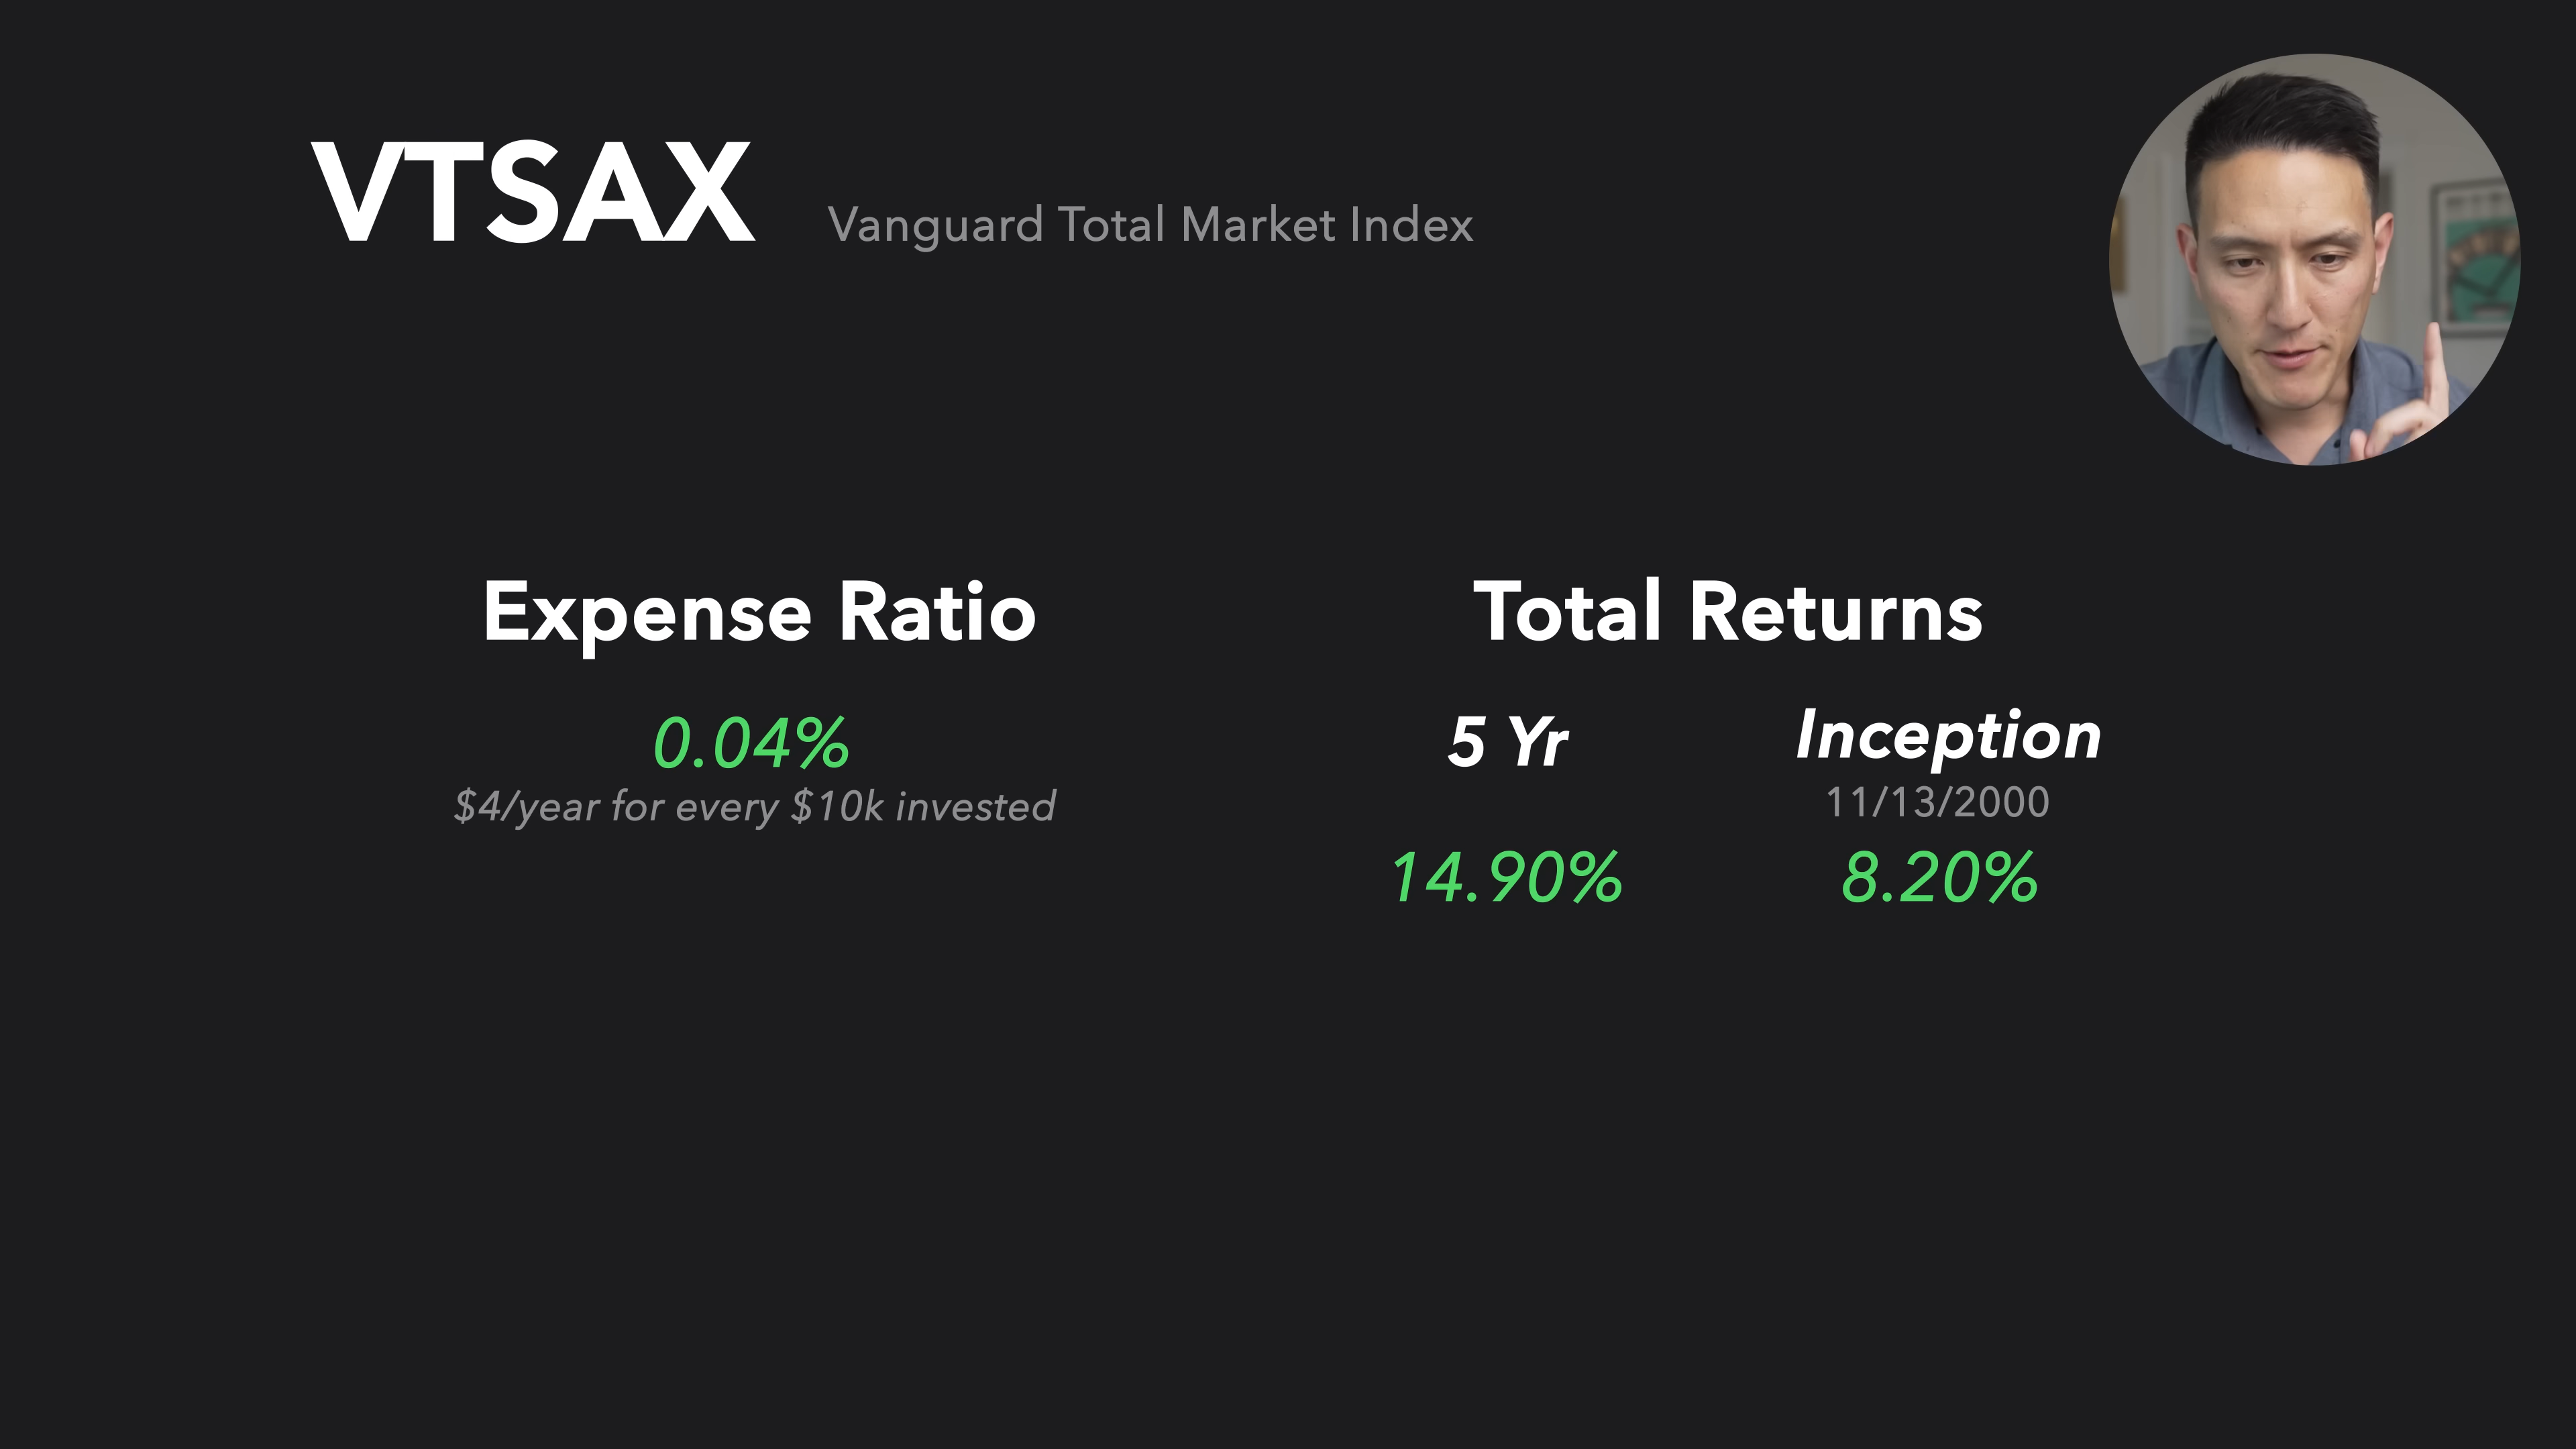 VTSAX Vanguard Total Market Index
Expense Ratio
0.04%
$4/year for every $10k invested
Total Returns
5 Yr
14.90%
Inception
11/13/2000
8.20%